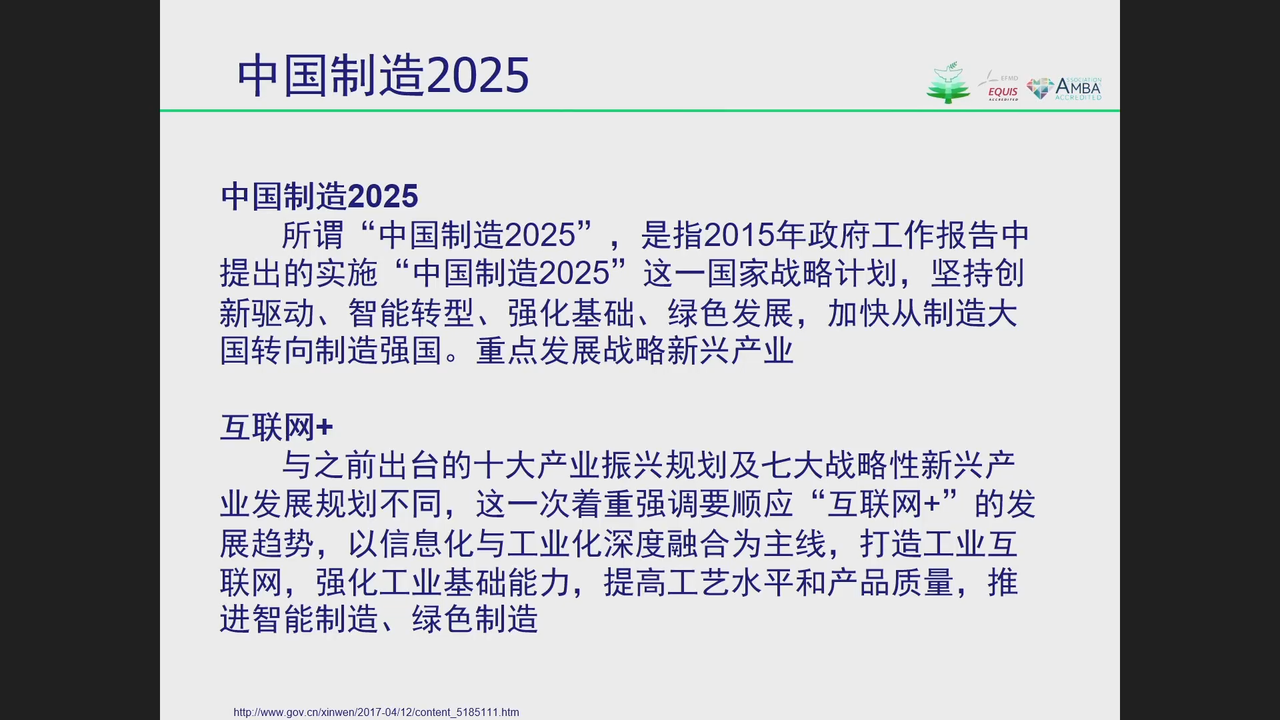 中国制造2025
EFMD
EQUIS
ACCREDITED
ASSOCIATION
AMBA
ACCREDITED
中国制造2025
所谓“中国制造2025”，是指2015年政府工作报告中
提出的实施“中国制造2025”这一国家战略计划，坚持创
新驱动、智能转型、强化基础、绿色发展，加快从制造大
国转向制造强国。重点发展战略新兴产业
互联网+
与之前出台的十大产业振兴规划及七大战略性新兴产
业发展规划不同，这一次着重强调要顺应“互联网+”的发
展趋势，以信息化与工业化深度融合为主线，打造工业互
联网，强化工业基础能力，提高工艺水平和产品质量，推
进智能制造、绿色制造
http://www.gov.cn/xinwen/2017-04/12/content_5185111.htm